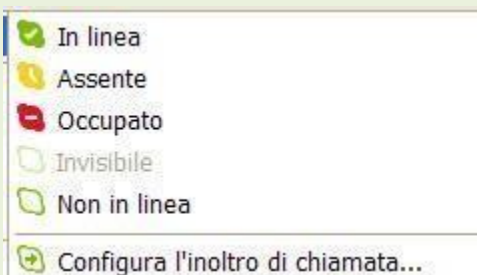 In linea
Assente
Occupato
Invisibile
Non in linea
Configura l'inoltro di chiamata...